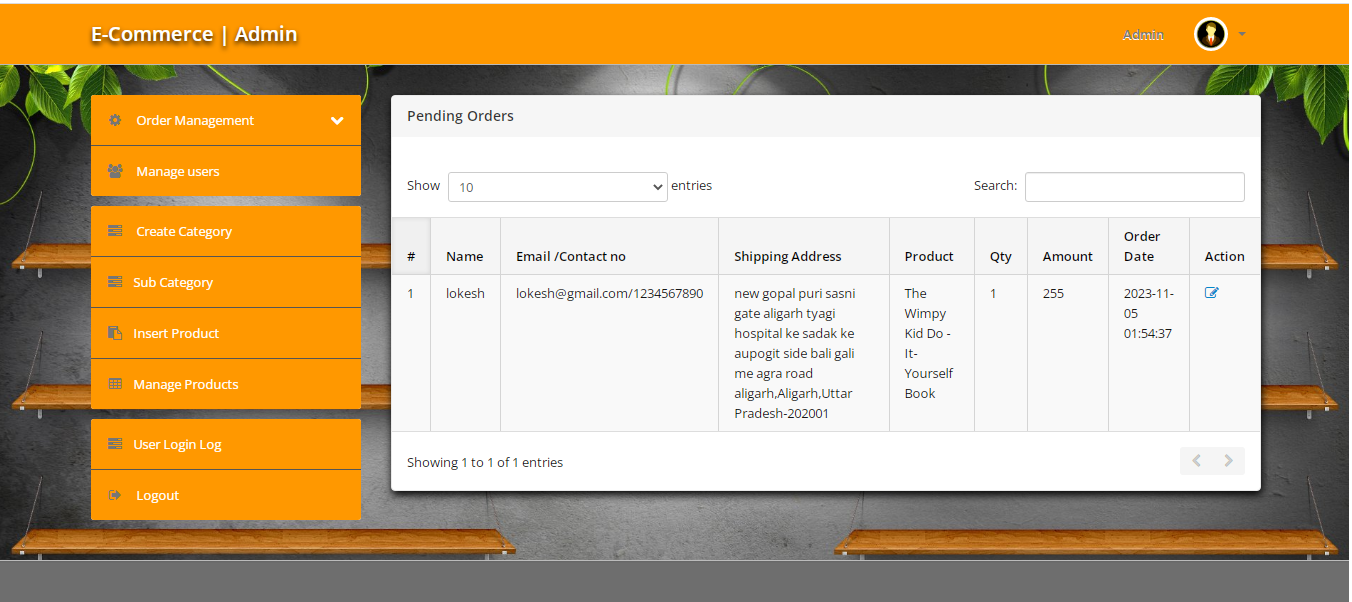 E-Commerce | Admin
Admin
Order Management
Manage users
Create Category
Sub Category
Insert Product
Manage Products
User Login Log
Logout
Pending Orders
Show 10 entries
Search:
# Name Email /Contact no Shipping Address Product Qty Amount Order Date Action
1 lokesh lokesh@gmail.com/1234567890
new gopal puri sasni
gate aligarh tyagi
hospital ke sadak ke
aupogit side bali gali
me agra road
aligarh,Aligarh,Uttar
Pradesh-202001
The
Wimpy
Kid Do -
It-
Yourself
Book
1
255
2023-11-
05
01:54:37
Showing 1 to 1 of 1 entries